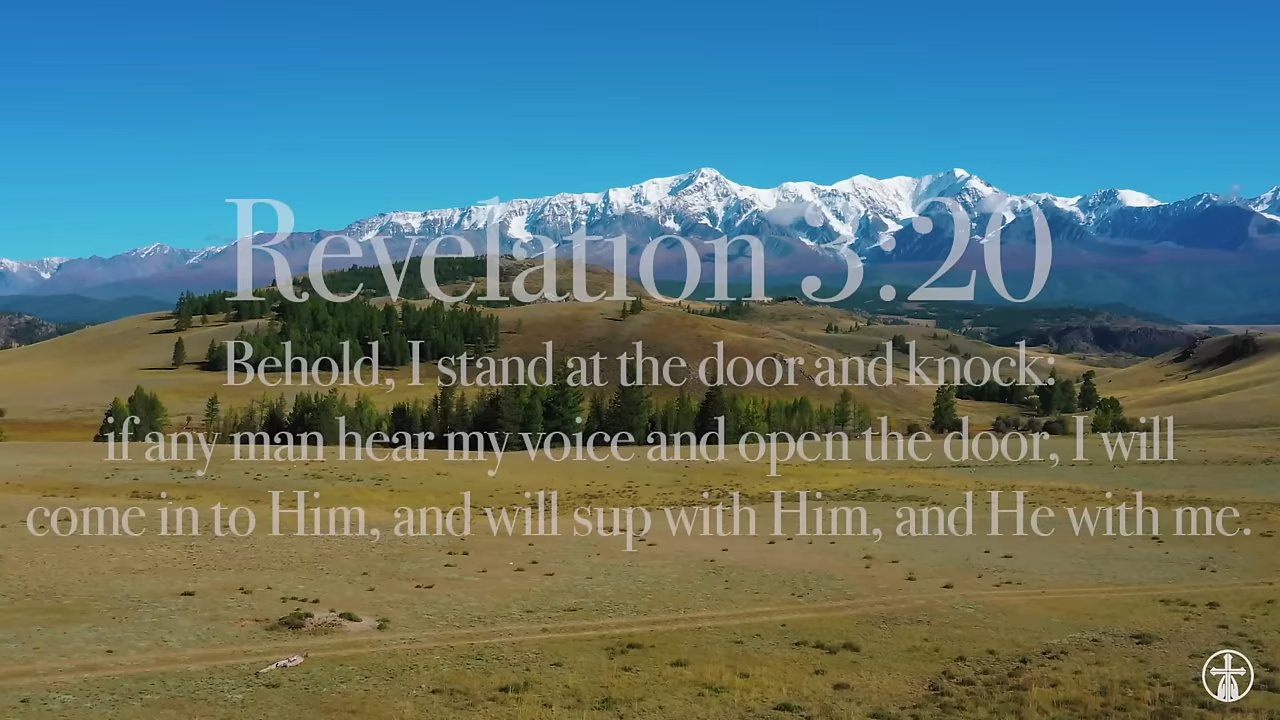 Revelation 3:20
Behold, I stand at the door and knock:
if any man hear my voice and open the door, I will
come in to Him, and will sup with Him, and He with me.